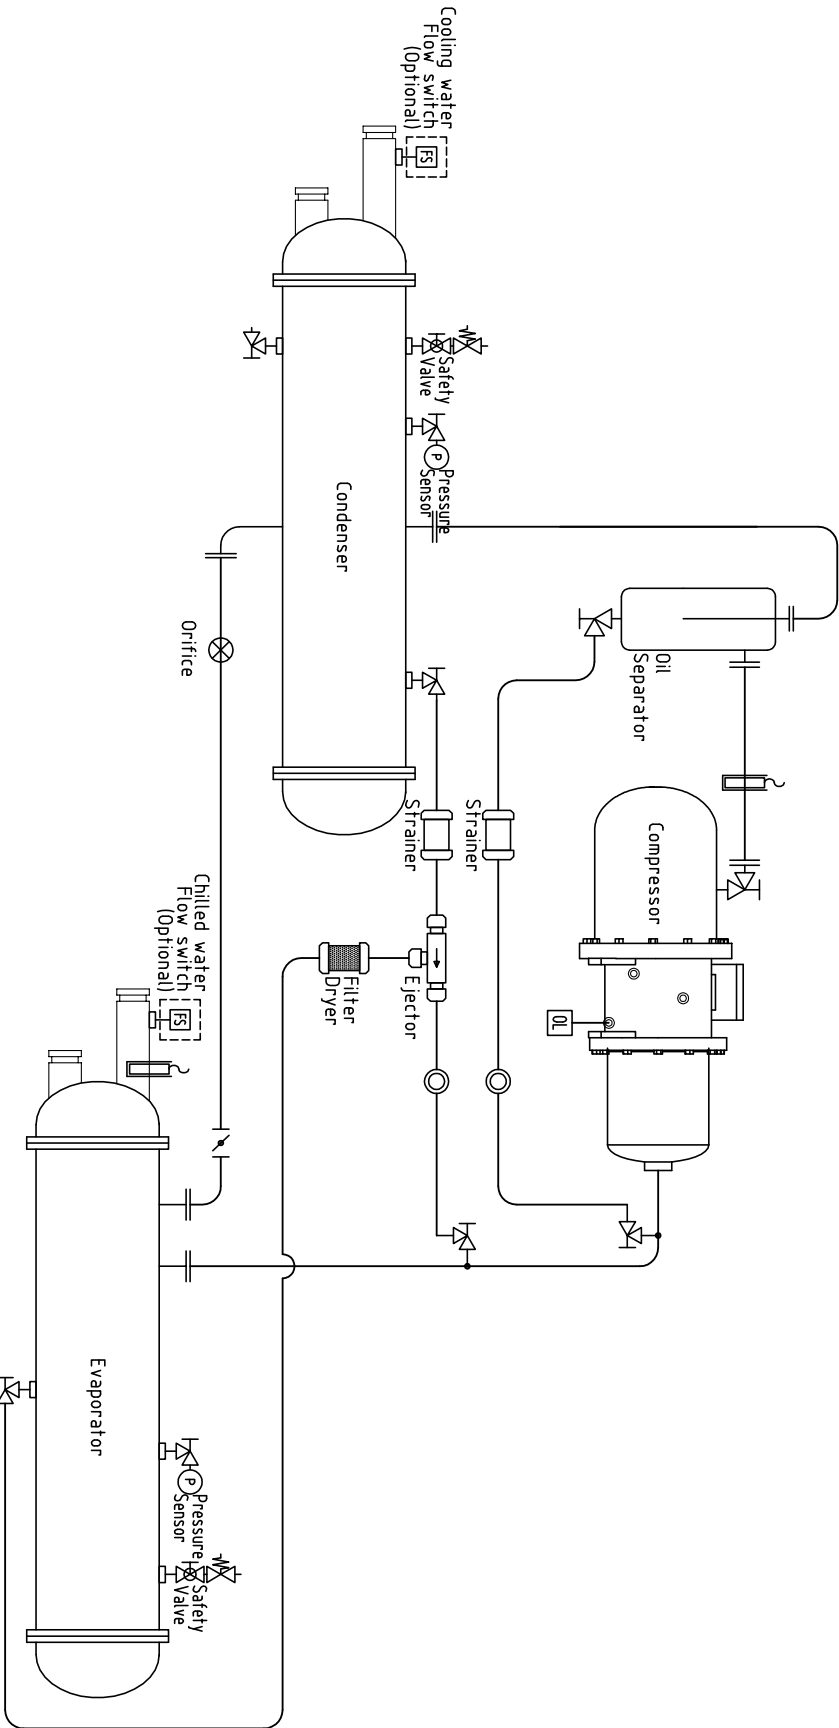 Cooling water
Flow switch
(Optional)
FS
Safety
Valve
P
Pressure
Sensor
Condenser
Orifice
Oil
Separator
Compressor
Strainer
Strainer
Ejector
Filter
Dryer
OL
Chilled water
Flow switch
(Optional)
FS
Evaporator
P
Pressure
Sensor
Safety
Valve